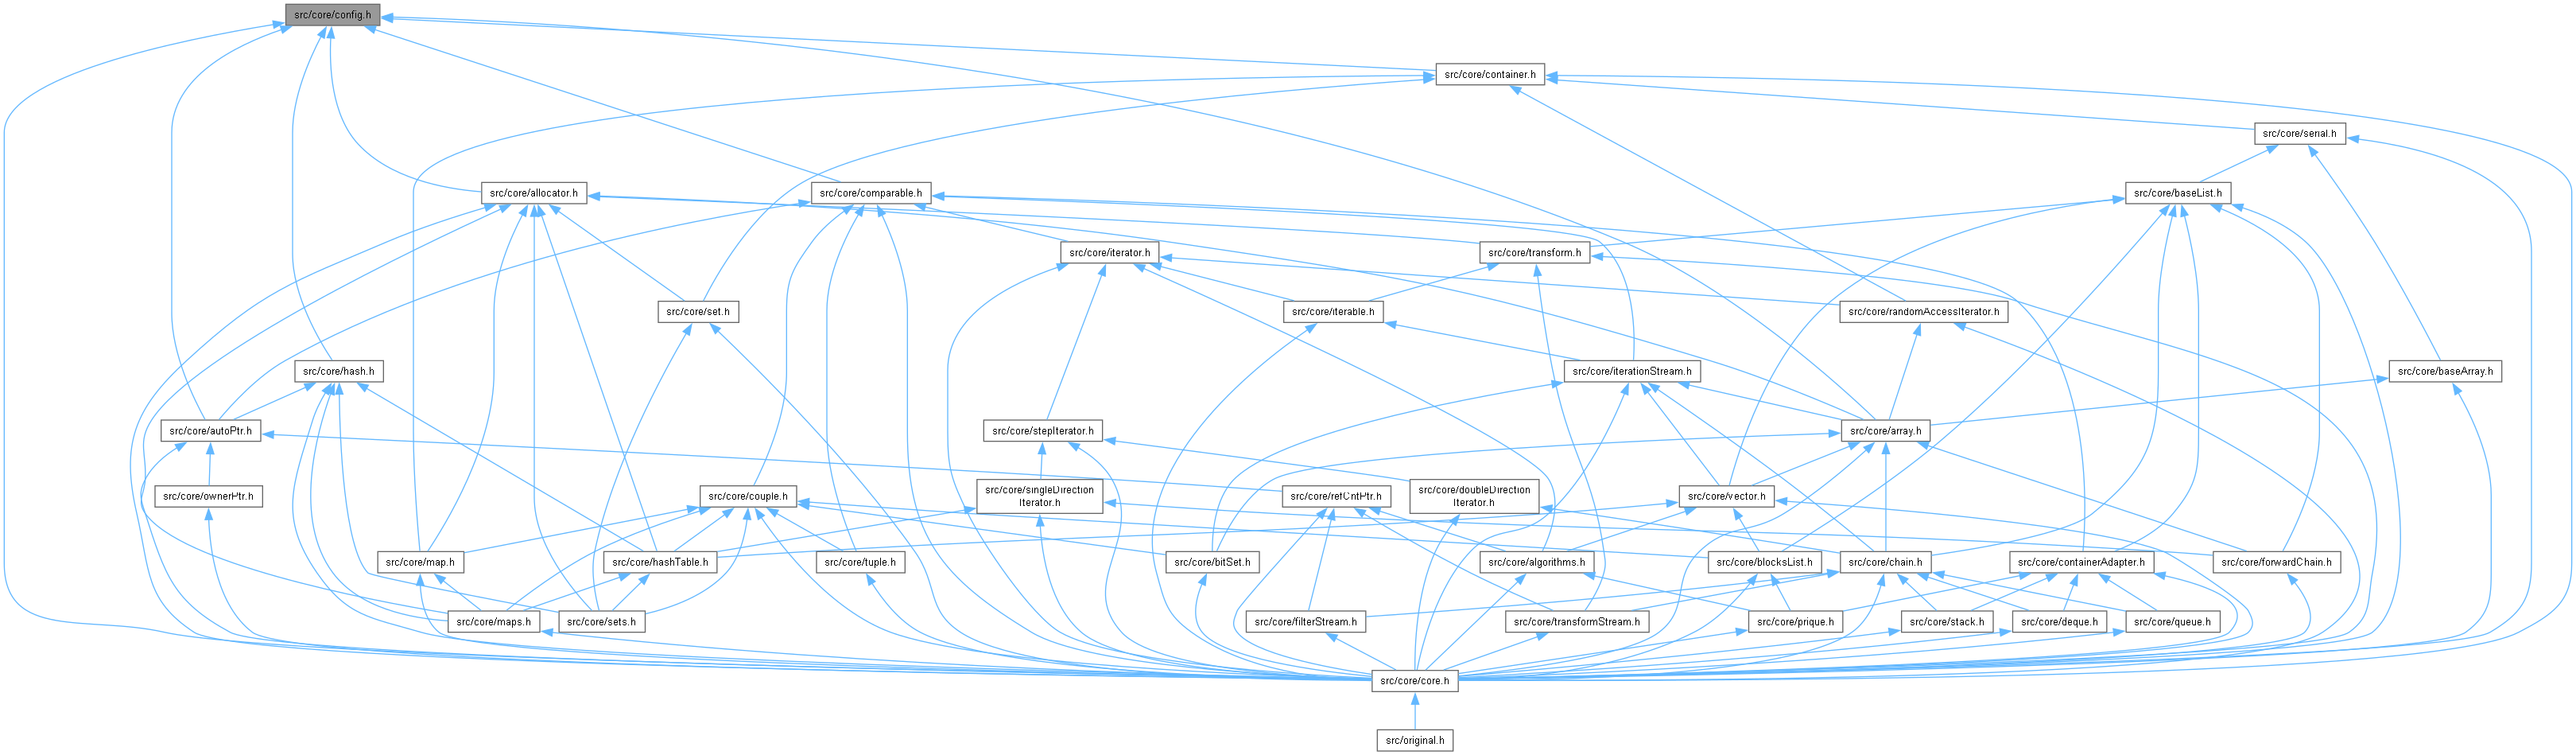 src/core/config.h
src/core/container.h
src/core/serial.h
src/core/allocator.h
src/core/comparable.h
src/core/baseList.h
src/core/iterator.h
src/core/transform.h
src/core/set.h
src/core/iterable.h
src/core/randomAccessIterator.h
src/core/hash.h
src/core/iterationStream.h
src/core/baseArray.h
src/core/autoPtr.h
src/core/stepIterator.h
src/core/array.h
src/core/ownerPtr.h
src/core/couple.h
src/core/singleDirection
Iterator.h
src/core/refCntPtr.h
src/core/doubleDirection
Iterator.h
src/core/vector.h
src/core/map.h
src/core/hashTable.h
src/core/tuple.h
src/core/bitSet.h
src/core/algorithms.h
src/core/blocksList.h
src/core/chain.h
src/core/containerAdapter.h
src/core/forwardChain.h
src/core/maps.h
src/core/sets.h
src/core/filterStream.h
src/core/transformStream.h
src/core/prique.h
src/core/stack.h
src/core/deque.h
src/core/queue.h
src/core/core.h
src/original.h